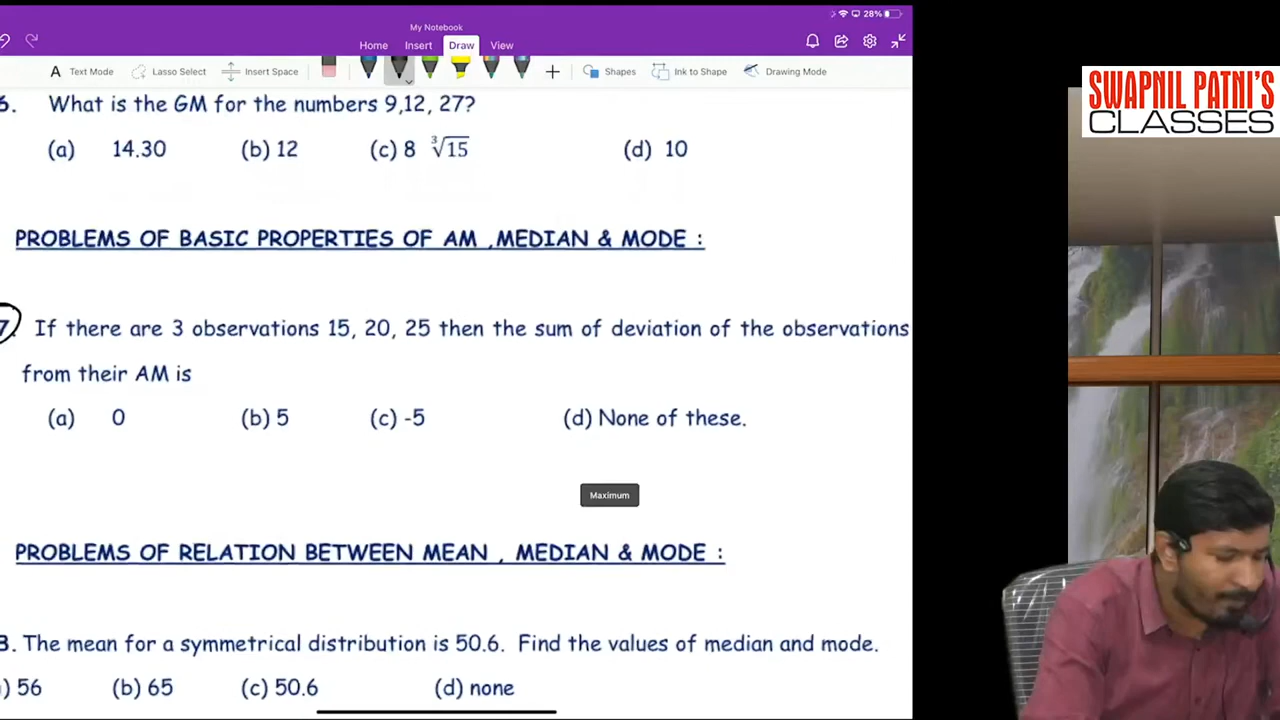 28%
My Notebook
Home Insert Draw View
Text Mode Lasso Select Insert Space Shapes Ink to Shape Drawing Mode
6. What is the GM for the numbers 9,12, 27?
(a) 14.30 (b) 12 (c) 8 ∛15 (d) 10
PROBLEMS OF BASIC PROPERTIES OF AM ,MEDIAN & MODE :
7. If there are 3 observations 15, 20, 25 then the sum of deviation of the observations
from their AM is
(a) 0 (b) 5 (c) -5 (d) None of these.
Maximum
PROBLEMS OF RELATION BETWEEN MEAN , MEDIAN & MODE :
3. The mean for a symmetrical distribution is 50.6. Find the values of median and mode.
) 56 (b) 65 (c) 50.6 (d) none
SWAPNIL PATNI'S
CLASSES